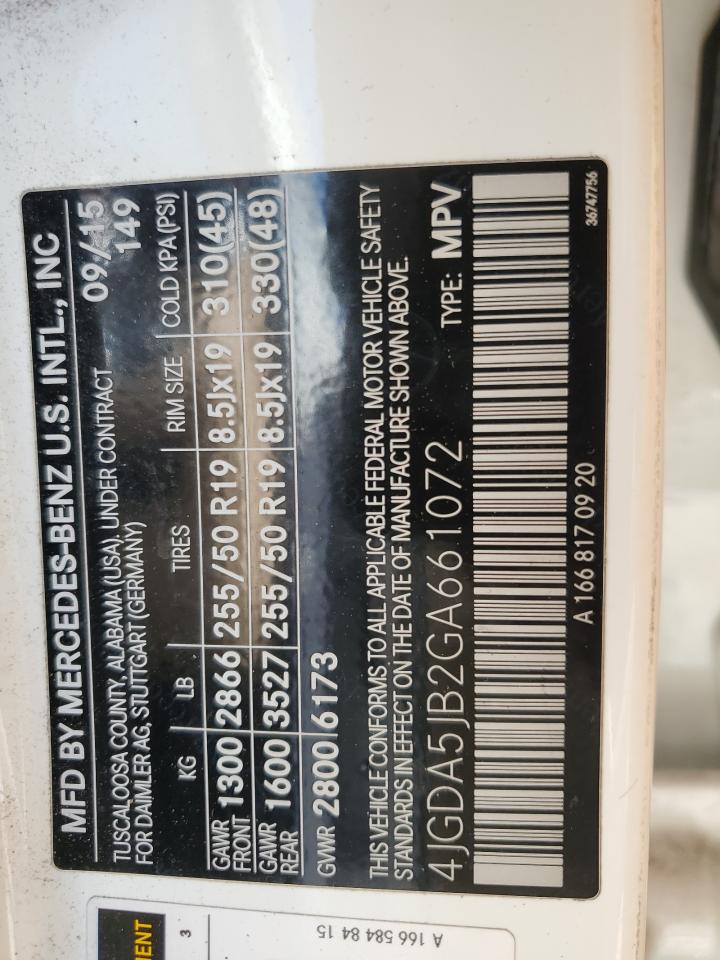 MFD BY MERCEDES-BENZ U.S. INTL., INC
TUSCALOOSA COUNTY, ALABAMA (USA), UNDER CONTRACT 09/15
FOR DAIMLER AG, STUTTGART (GERMANY) 149
KG LB TIRES RIM SIZE COLD KPA(PSI)
GAWR FRONT 1300 2866 255/50 R19 8.5Jx19 310(45)
GAWR REAR 1600 3527 255/50 R19 8.5Jx19 330(48)
GVWR 2800 6173
THIS VEHICLE CONFORMS TO ALL APPLICABLE FEDERAL MOTOR VEHICLE SAFETY
STANDARDS IN EFFECT ON THE DATE OF MANUFACTURE SHOWN ABOVE.
4JGDA5JB2GA661072 TYPE: MPV
A 166 817 09 20
36747756
MENT
3
A 166 584 84 15